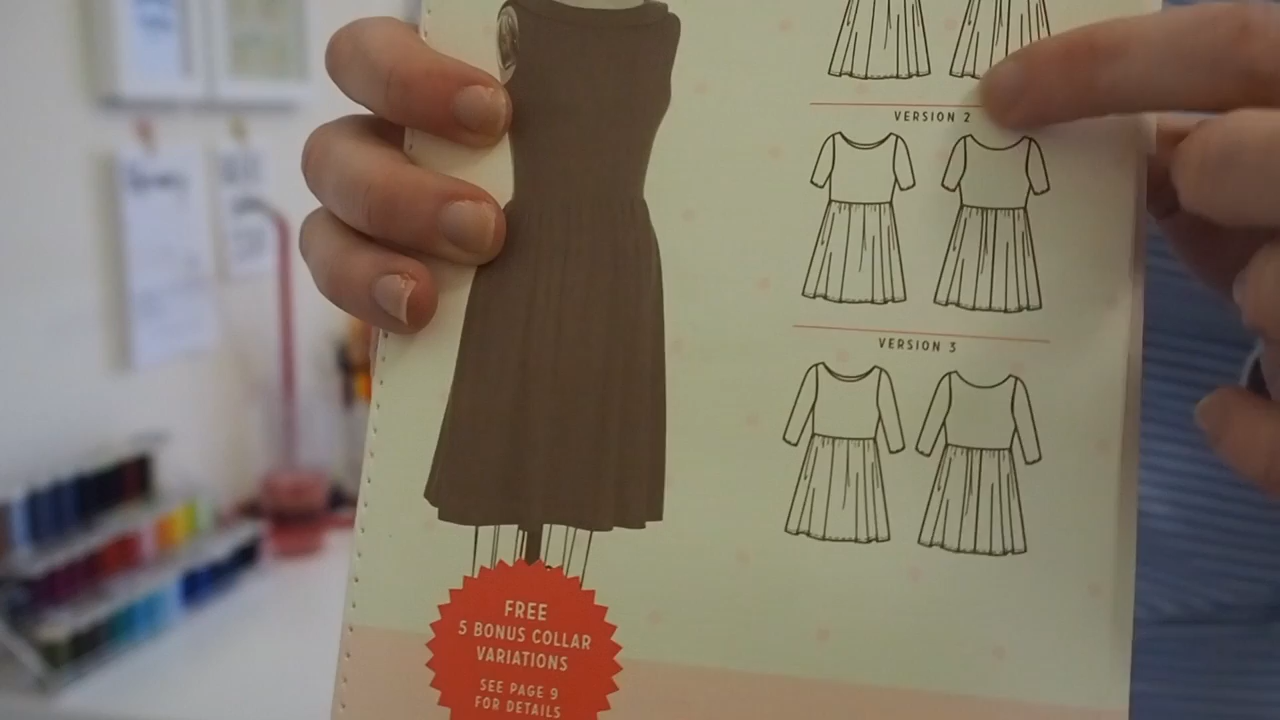 VERSION 2
VERSION 3
FREE
5 BONUS COLLAR
VARIATIONS
SEE PAGE 9
FOR DETAILS